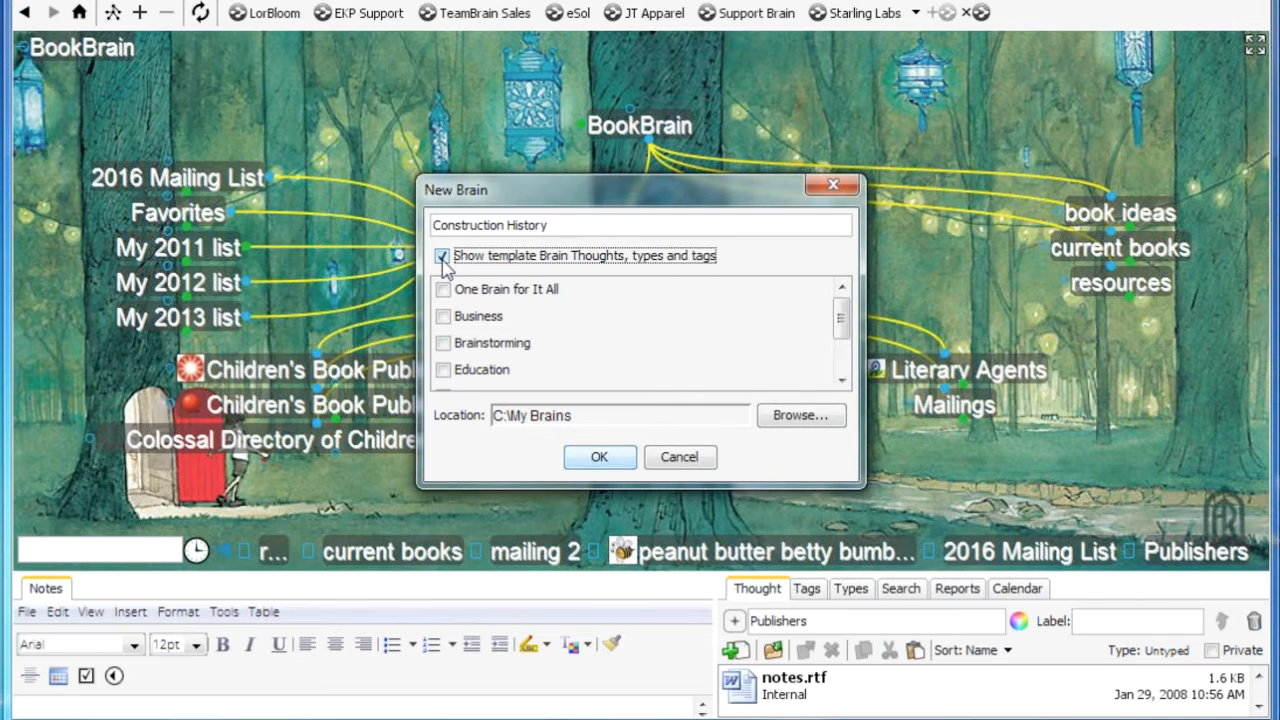 LorBloom EKP Support TeamBrain Sales eSol JT Apparel Support Brain Starling Labs
BookBrain
BookBrain
2016 Mailing List
Favorites
My 2011 list
My 2012 list
My 2013 list
Children's Book Publ
Children's Book Publ
Colossal Directory of Childre
book ideas
current books
resources
Literary Agents
Mailings
New Brain
Construction History
Show template Brain Thoughts, types and tags
One Brain for It All
Business
Brainstorming
Education
Location: C:\My Brains Browse...
OK Cancel
r... current books mailing 2 peanut butter betty bumb... 2016 Mailing List Publishers
Notes
File Edit View Insert Format Tools Table
Arial 12pt B I U
Thought Tags Types Search Reports Calendar
Publishers Label:
Sort: Name Type: Untyped Private
notes.rtf 1.6 KB
Internal Jan 29, 2008 10:56 AM